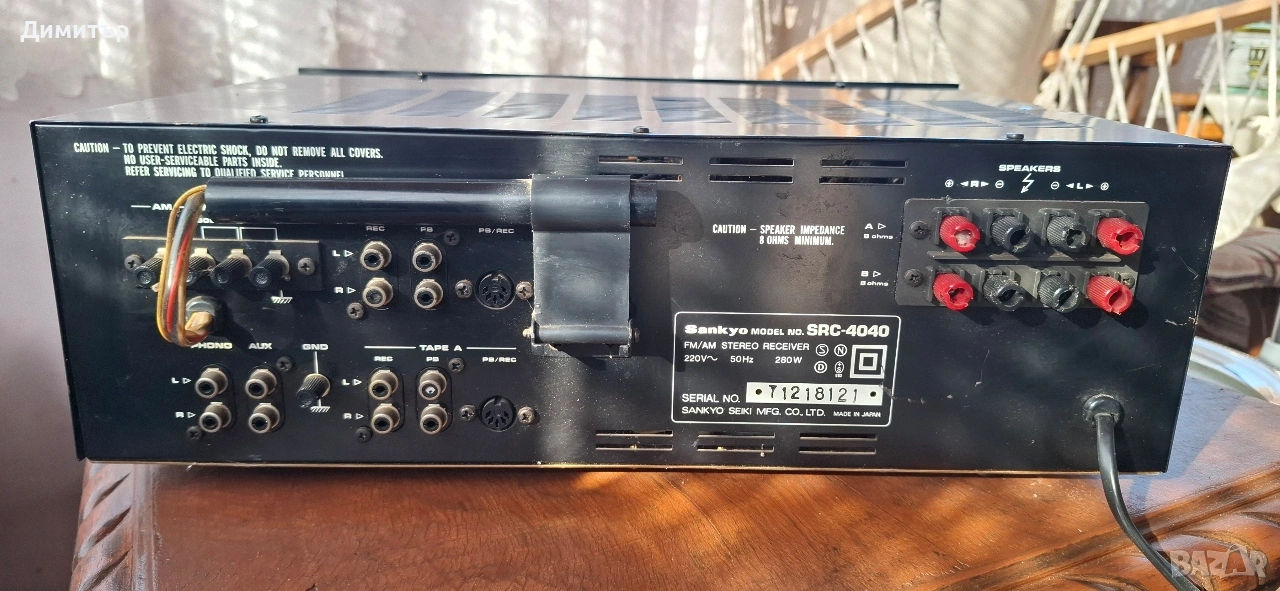 Димитор
CAUTION – TO PREVENT ELECTRIC SHOCK, DO NOT REMOVE ALL COVERS.
NO USER-SERVICEABLE PARTS INSIDE.
REFER SERVICING TO QUALIFIED SERVICE PERSONNEL.
SPEAKERS
⊕ ◄R► ⊖ ⊖ ◄L► ⊕
CAUTION – SPEAKER IMPEDANCE
8 OHMS MINIMUM.
A ▷
8 ohms
B ▷
8 ohms
AM
REC PB PB/REC
L ▷
R ▷
Sankyo MODEL NO. SRC-4040
FM/AM STEREO RECEIVER S N
220V~ 50Hz 280W D
SERIAL NO. • Y1218121 •
SANKYO SEIKI MFG. CO., LTD. MADE IN JAPAN
PHONO AUX GND
TAPE A
REC PB PB/REC
L ▷ L ▷
R ▷ R ▷
BAZAR